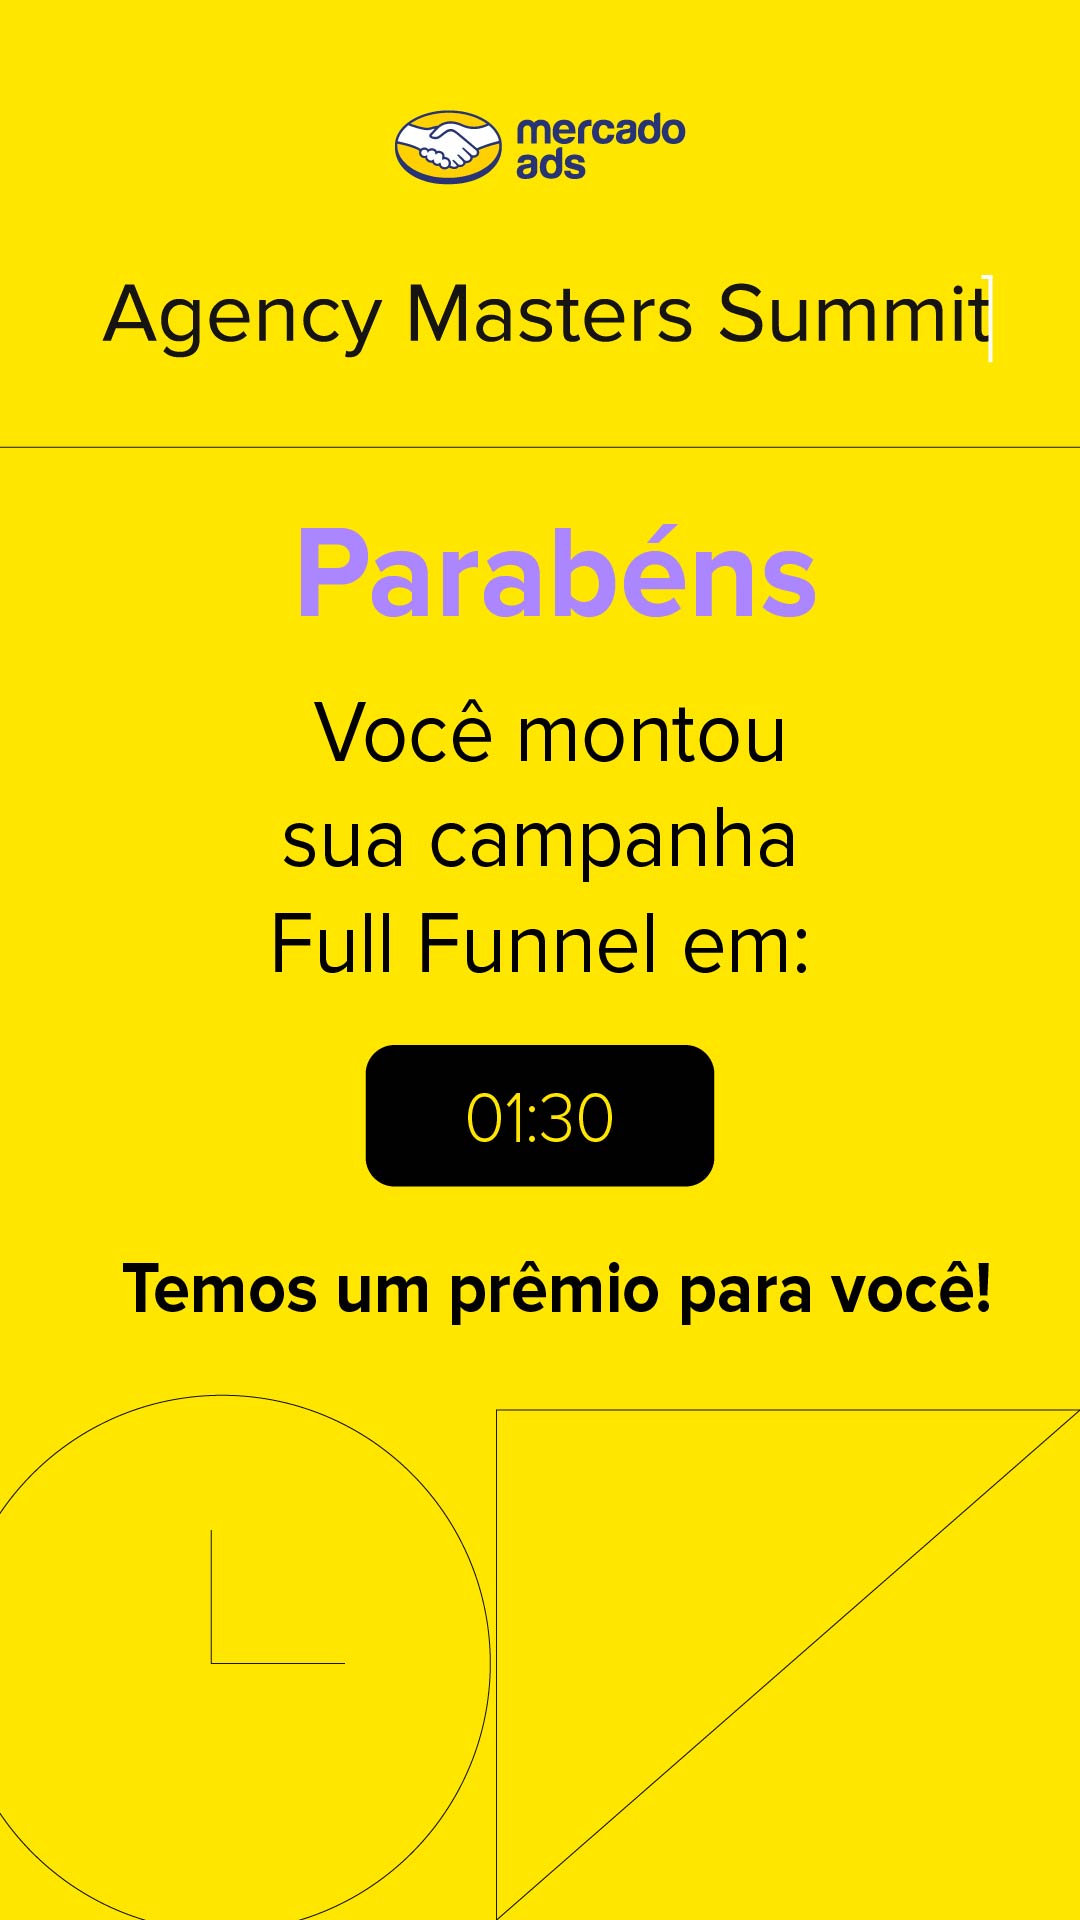 mercado
ads
Agency Masters Summit
Parabéns
Você montou
sua campanha
Full Funnel em:
01:30
Temos um prêmio para você!